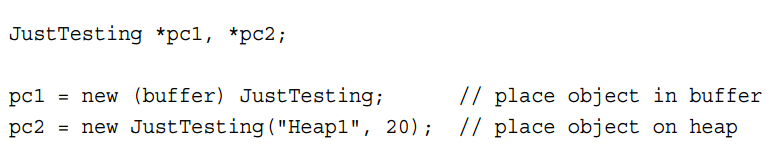 JustTesting *pc1, *pc2;
pc1 = new (buffer) JustTesting;      // place object in buffer
pc2 = new JustTesting("Heap1", 20);  // place object on heap